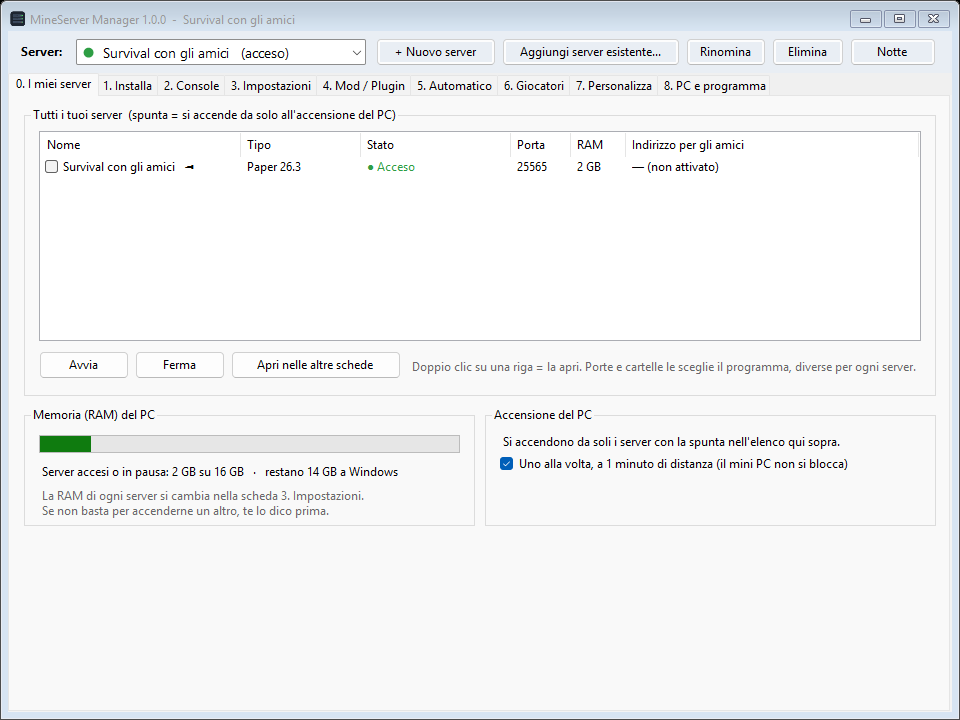 MineServer Manager 1.0.0 - Survival con gli amici
Server: Survival con gli amici (acceso) + Nuovo server Aggiungi server esistente... Rinomina Elimina Notte
0. I miei server 1. Installa 2. Console 3. Impostazioni 4. Mod / Plugin 5. Automatico 6. Giocatori 7. Personalizza 8. PC e programma
Tutti i tuoi server (spunta = si accende da solo all'accensione del PC)
Nome Tipo Stato Porta RAM Indirizzo per gli amici
Survival con gli amici ◄ Paper 26.3 ● Acceso 25565 2 GB — (non attivato)
Avvia Ferma Apri nelle altre schede Doppio clic su una riga = la apri. Porte e cartelle le sceglie il programma, diverse per ogni server.
Memoria (RAM) del PC
Server accesi o in pausa: 2 GB su 16 GB · restano 14 GB a Windows
La RAM di ogni server si cambia nella scheda 3. Impostazioni.
Se non basta per accenderne un altro, te lo dico prima.
Accensione del PC
Si accendono da soli i server con la spunta nell'elenco qui sopra.
Uno alla volta, a 1 minuto di distanza (il mini PC non si blocca)